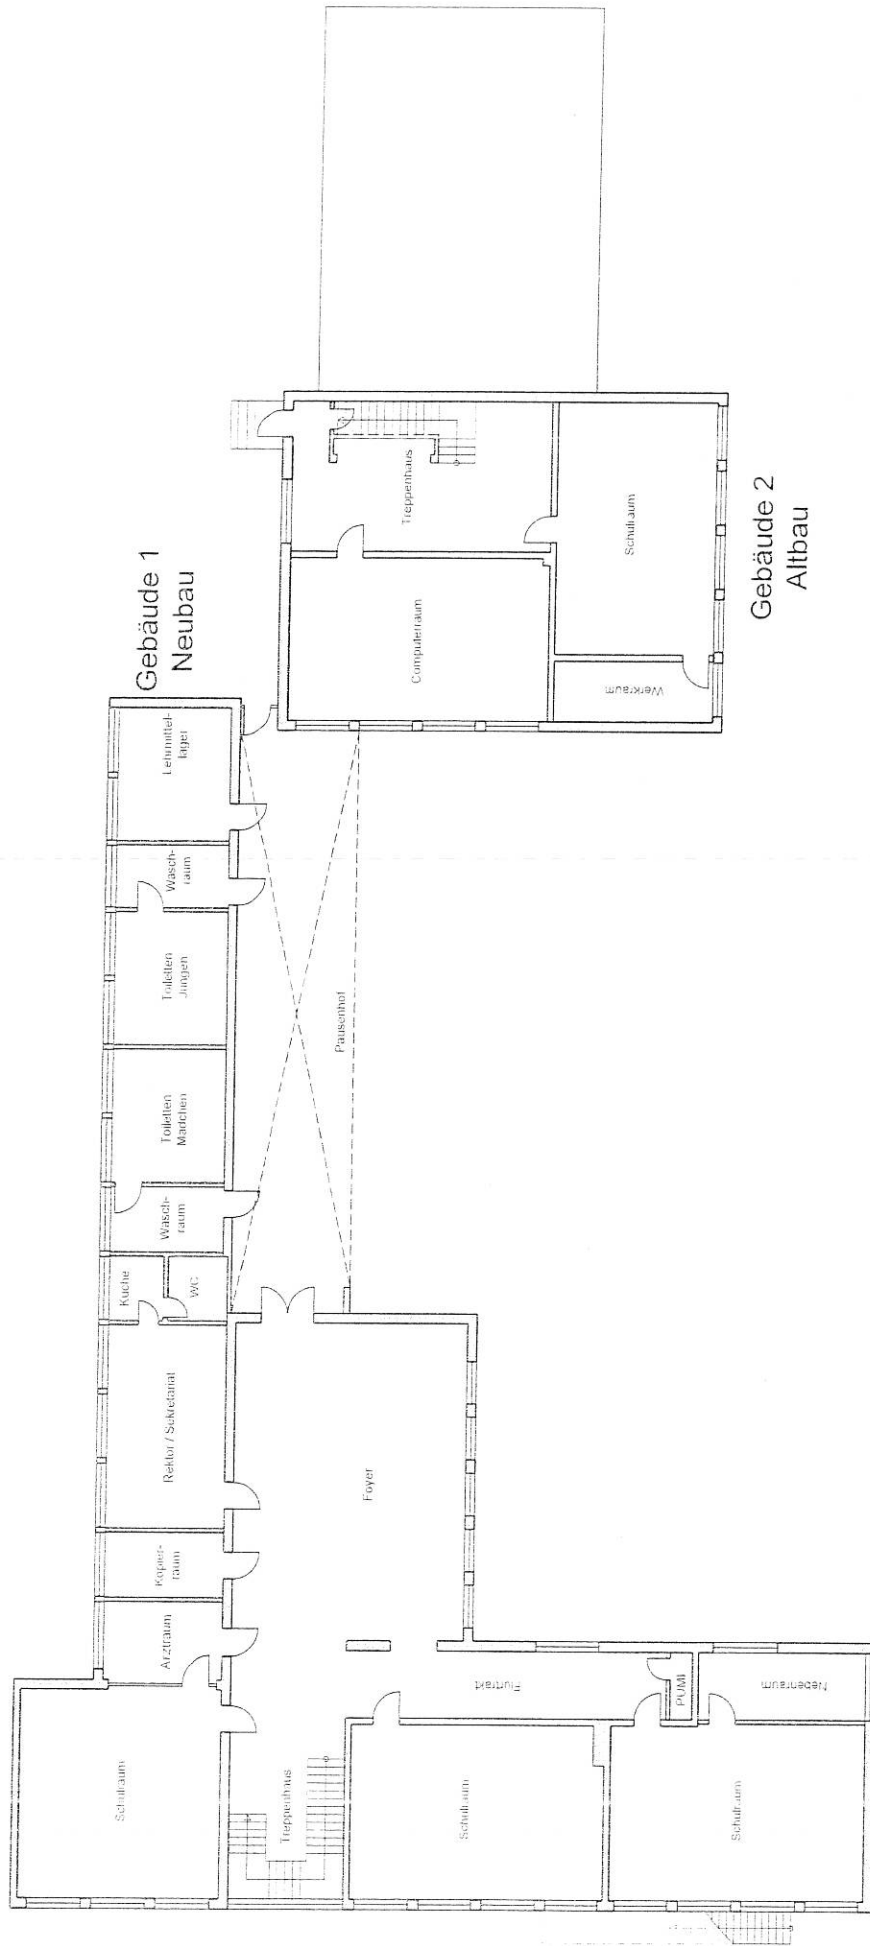 Gebäude 1
Neubau
Lehrmittel-
lager
Wasch-
raum
Toiletten
Jungen
Toiletten
Mädchen
Wasch-
raum
Küche
WC
Rektor / Sekretariat
Kopier-
raum
Arztraum
Schulraum
Treppenhaus
Foyer
Pausenhof
Flurtrakt
PUMI
Nebenraum
Schulraum
Schulraum
Treppenhaus
Computerraum
Schulraum
Werkraum
Gebäude 2
Altbau